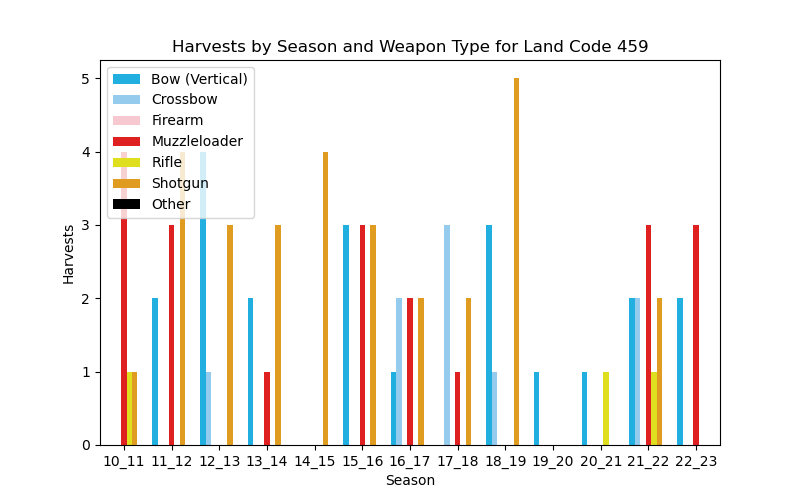 Harvests by Season and Weapon Type for Land Code 459
Bow (Vertical)
Crossbow
Firearm
Muzzleloader
Rifle
Shotgun
Other
5
4
3
2
1
0
Harvests
10_11 11_12 12_13 13_14 14_15 15_16 16_17 17_18 18_19 19_20 20_21 21_22 22_23
Season